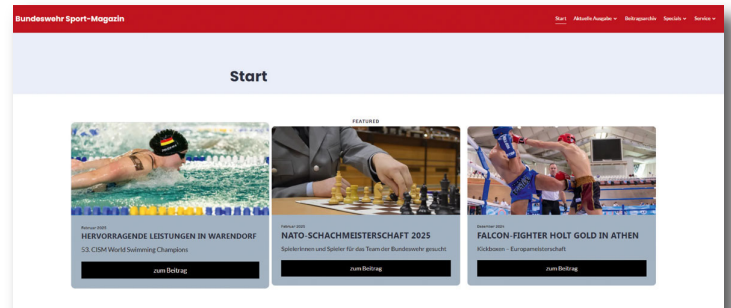 Bundeswehr Sport-Magazin
Start Aktuelle Ausgabe Beitragsarchiv Specials Service
Start
FEATURED
Februar 2025
HERVORRAGENDE LEISTUNGEN IN WARENDORF
53. CISM World Swimming Champions
zum Beitrag
Februar 2025
NATO-SCHACHMEISTERSCHAFT 2025
Spielerinnen und Spieler für das Team der Bundeswehr gesucht
zum Beitrag
Dezember 2025
FALCON-FIGHTER HOLT GOLD IN ATHEN
Kickboxen – Europameisterschaft
zum Beitrag